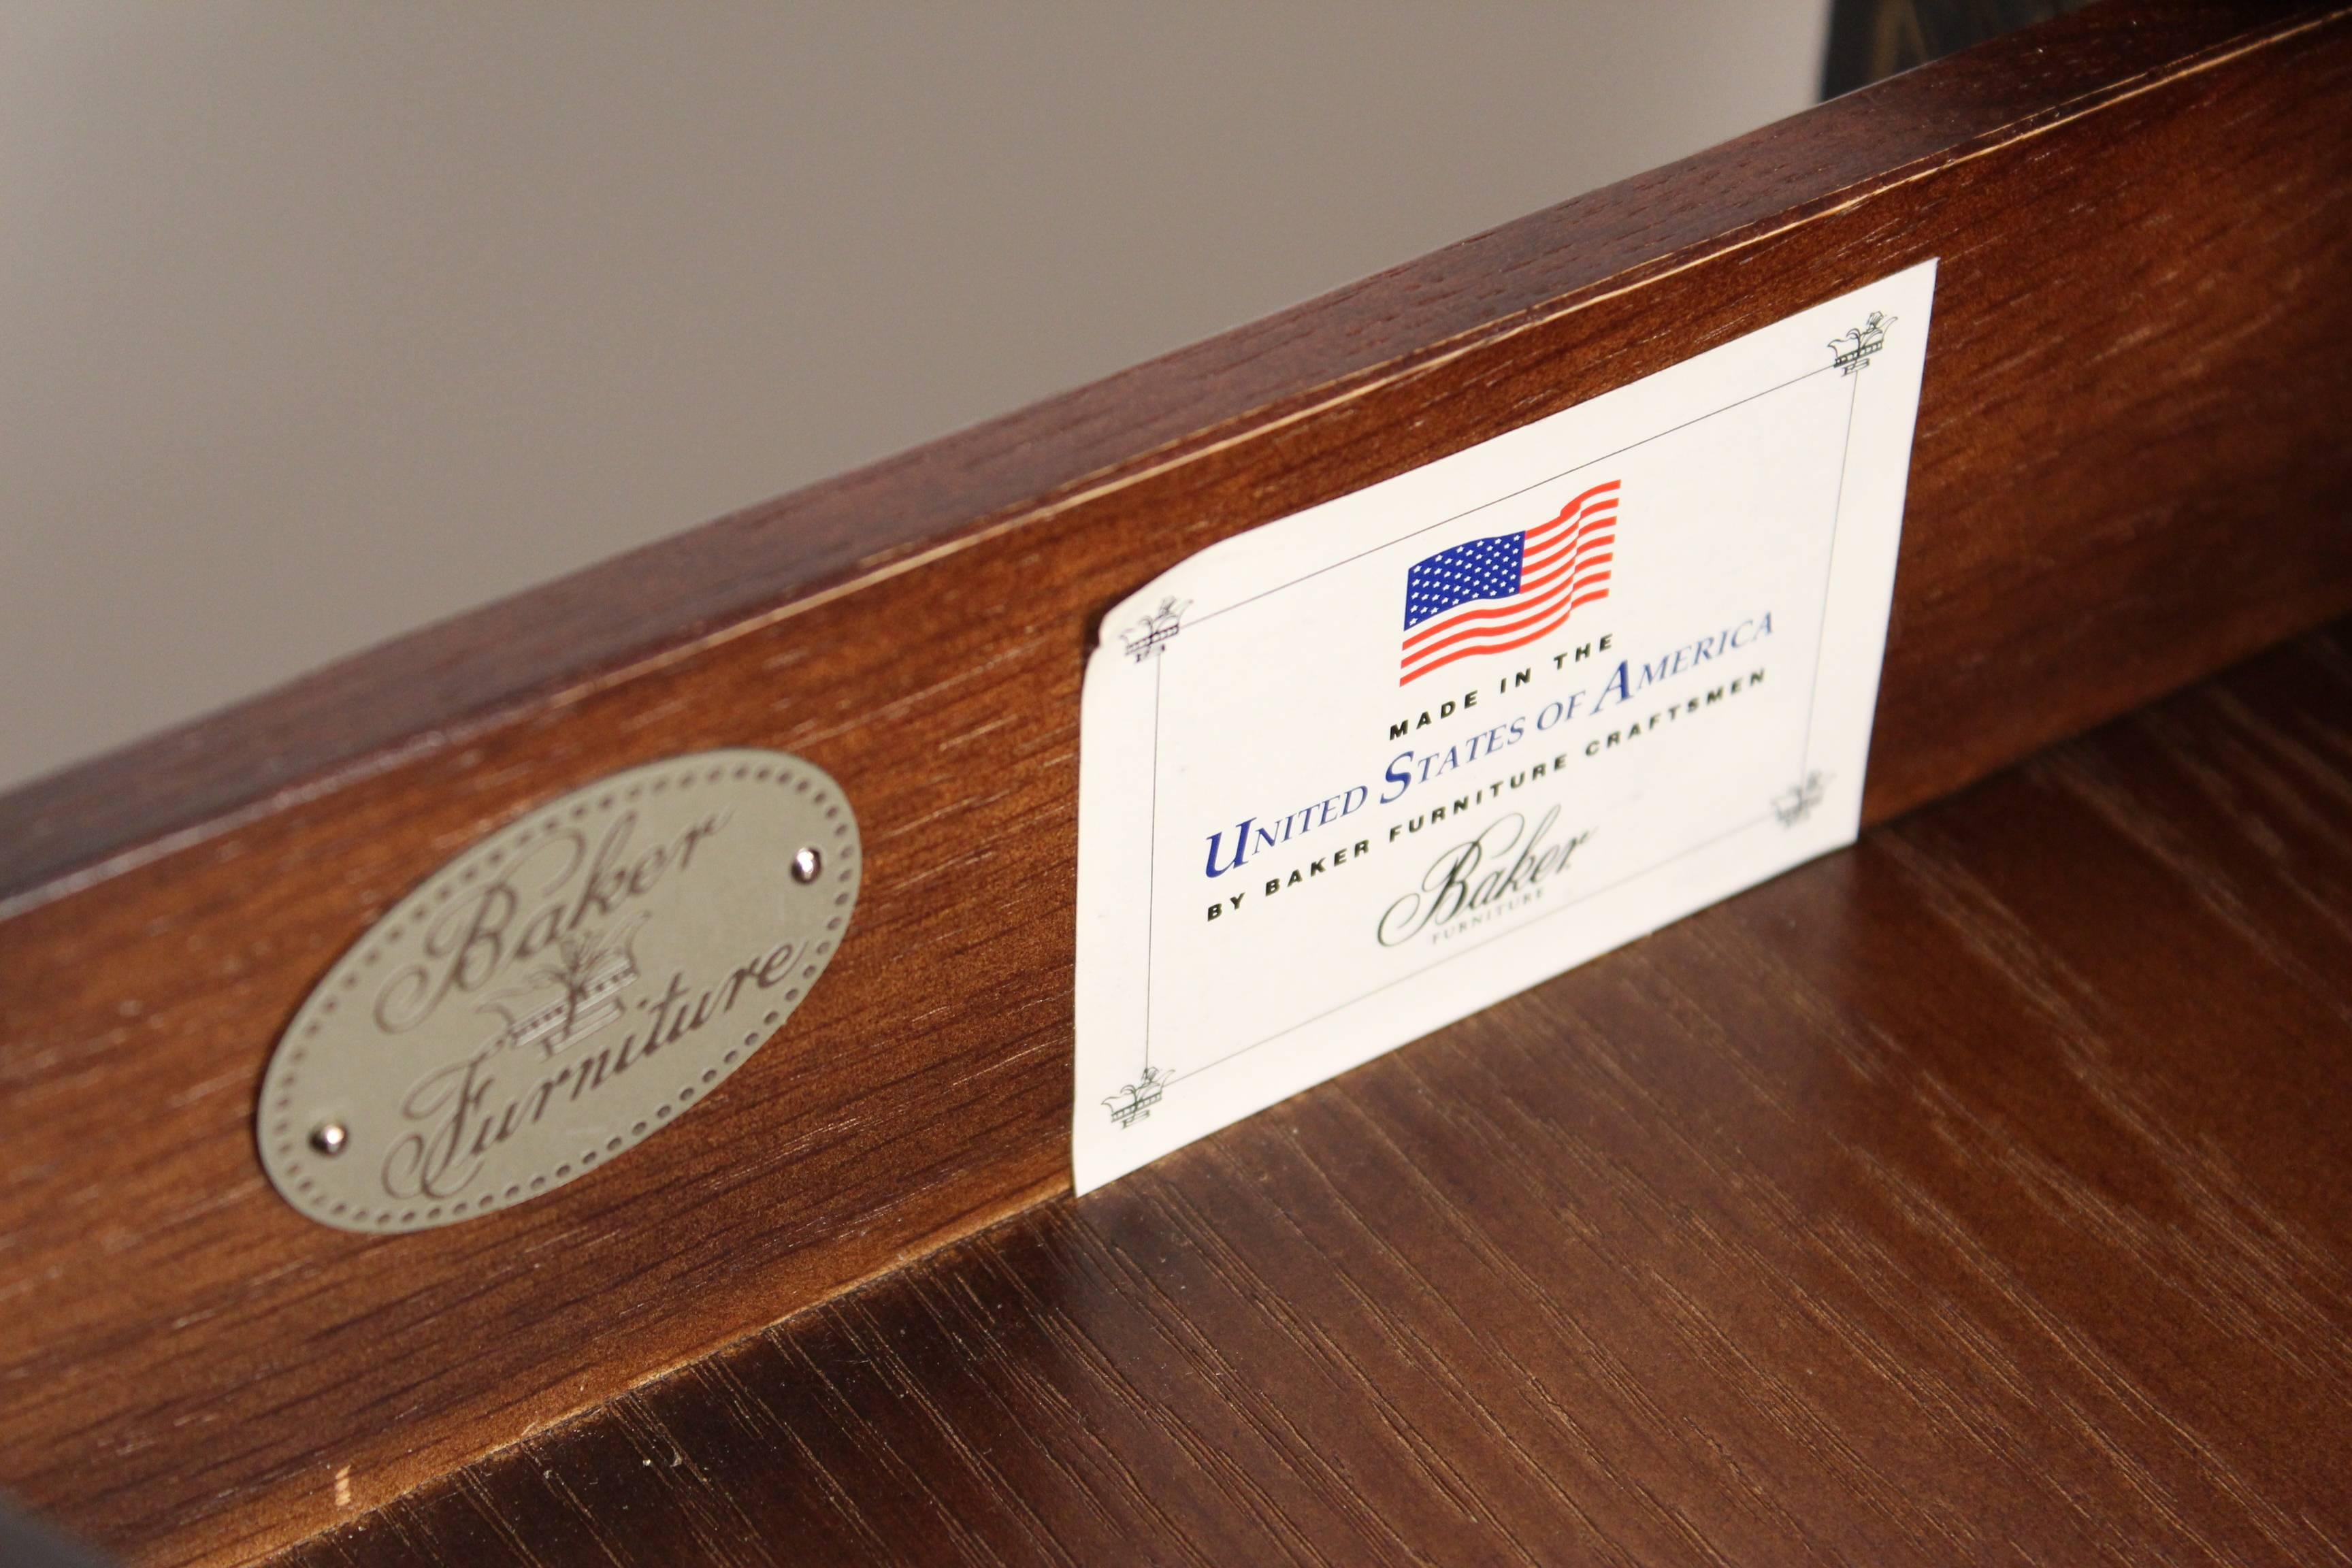 Baker
Furniture
MADE IN THE
UNITED STATES OF AMERICA
BY BAKER FURNITURE CRAFTSMEN
Baker
FURNITURE